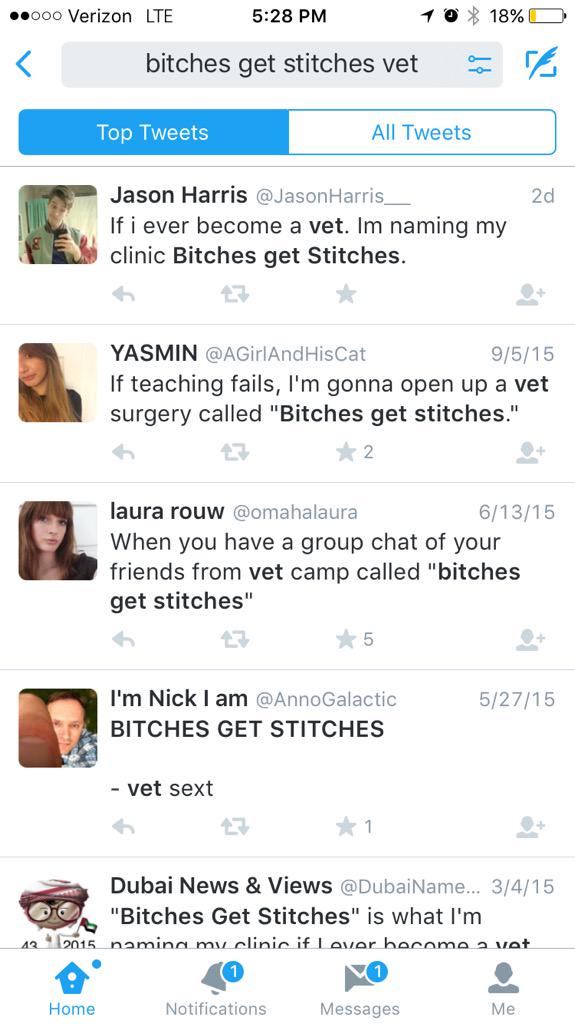 Verizon LTE 5:28 PM 18%
bitches get stitches vet
Top Tweets All Tweets
Jason Harris @JasonHarris___ 2d
If i ever become a vet. Im naming my
clinic Bitches get Stitches.
YASMIN @AGirlAndHisCat 9/5/15
If teaching fails, I'm gonna open up a vet
surgery called "Bitches get stitches."
2
laura rouw @omahalaura 6/13/15
When you have a group chat of your
friends from vet camp called "bitches
get stitches"
5
I'm Nick I am @AnnoGalactic 5/27/15
BITCHES GET STITCHES
- vet sext
1
Dubai News & Views @DubaiName... 3/4/15
43 2015
"Bitches Get Stitches" is what I'm
naming my clinic if I ever become a vet
1 1
Home Notifications Messages Me